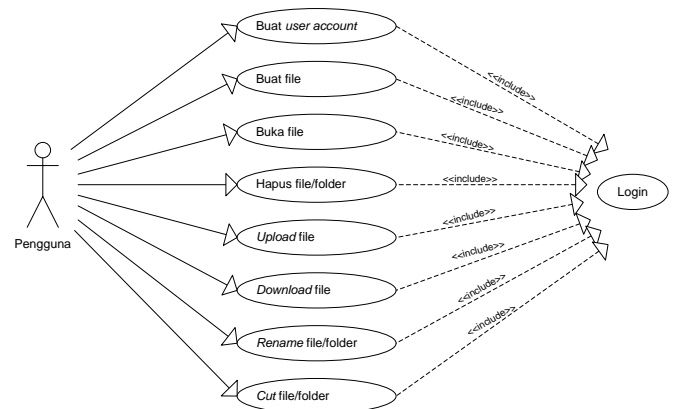 Buat user account
<<include>>
Buat file
<<include>>
Buka file
<<include>>
Hapus file/folder
<<include>>
Login
Upload file
<<include>>
Pengguna
Download file
<<include>>
Rename file/folder
<<include>>
Cut file/folder
<<include>>